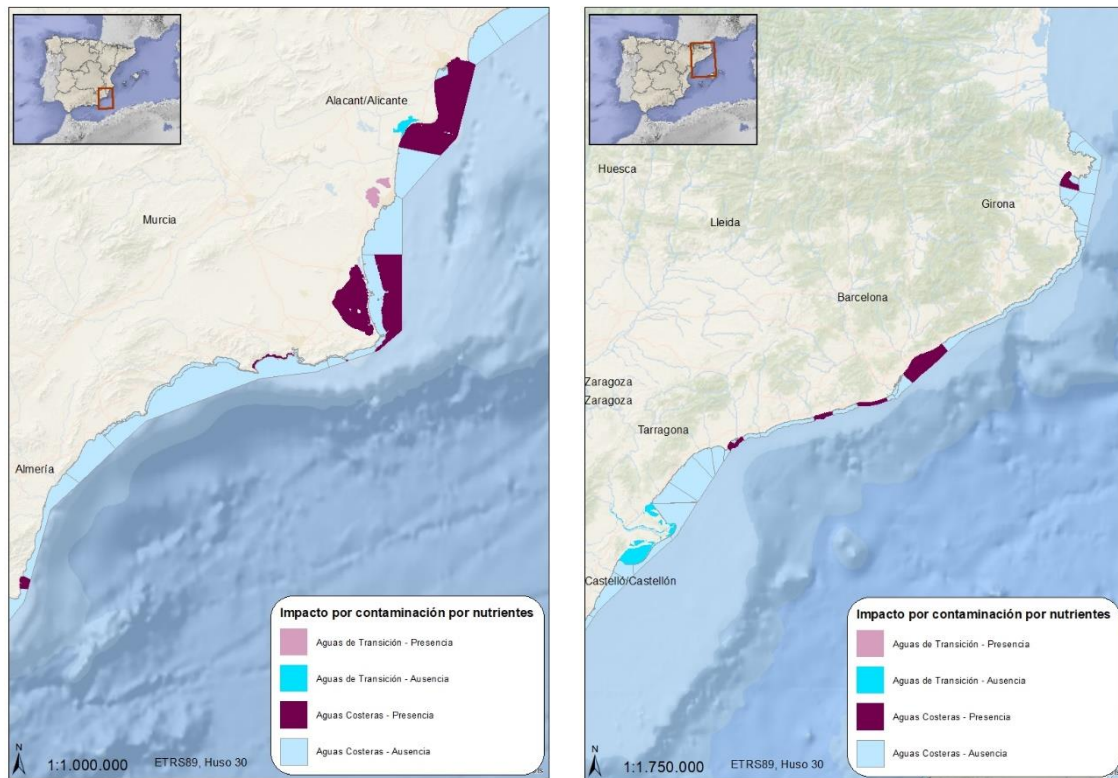 Alacant/Alicante
Murcia
Almería
Impacto por contaminación por nutrientes
Aguas de Transición - Presencia
Aguas de Transición - Ausencia
Aguas Costeras - Presencia
Aguas Costeras - Ausencia
N
1:1.000.000
ETRS89, Huso 30
Huesca
Lleida
Girona
Barcelona
Zaragoza
Zaragoza
Tarragona
Castelló/Castellón
Impacto por contaminación por nutrientes
Aguas de Transición - Presencia
Aguas de Transición - Ausencia
Aguas Costeras - Presencia
Aguas Costeras - Ausencia
N
1:1.750.000
ETRS89, Huso 30